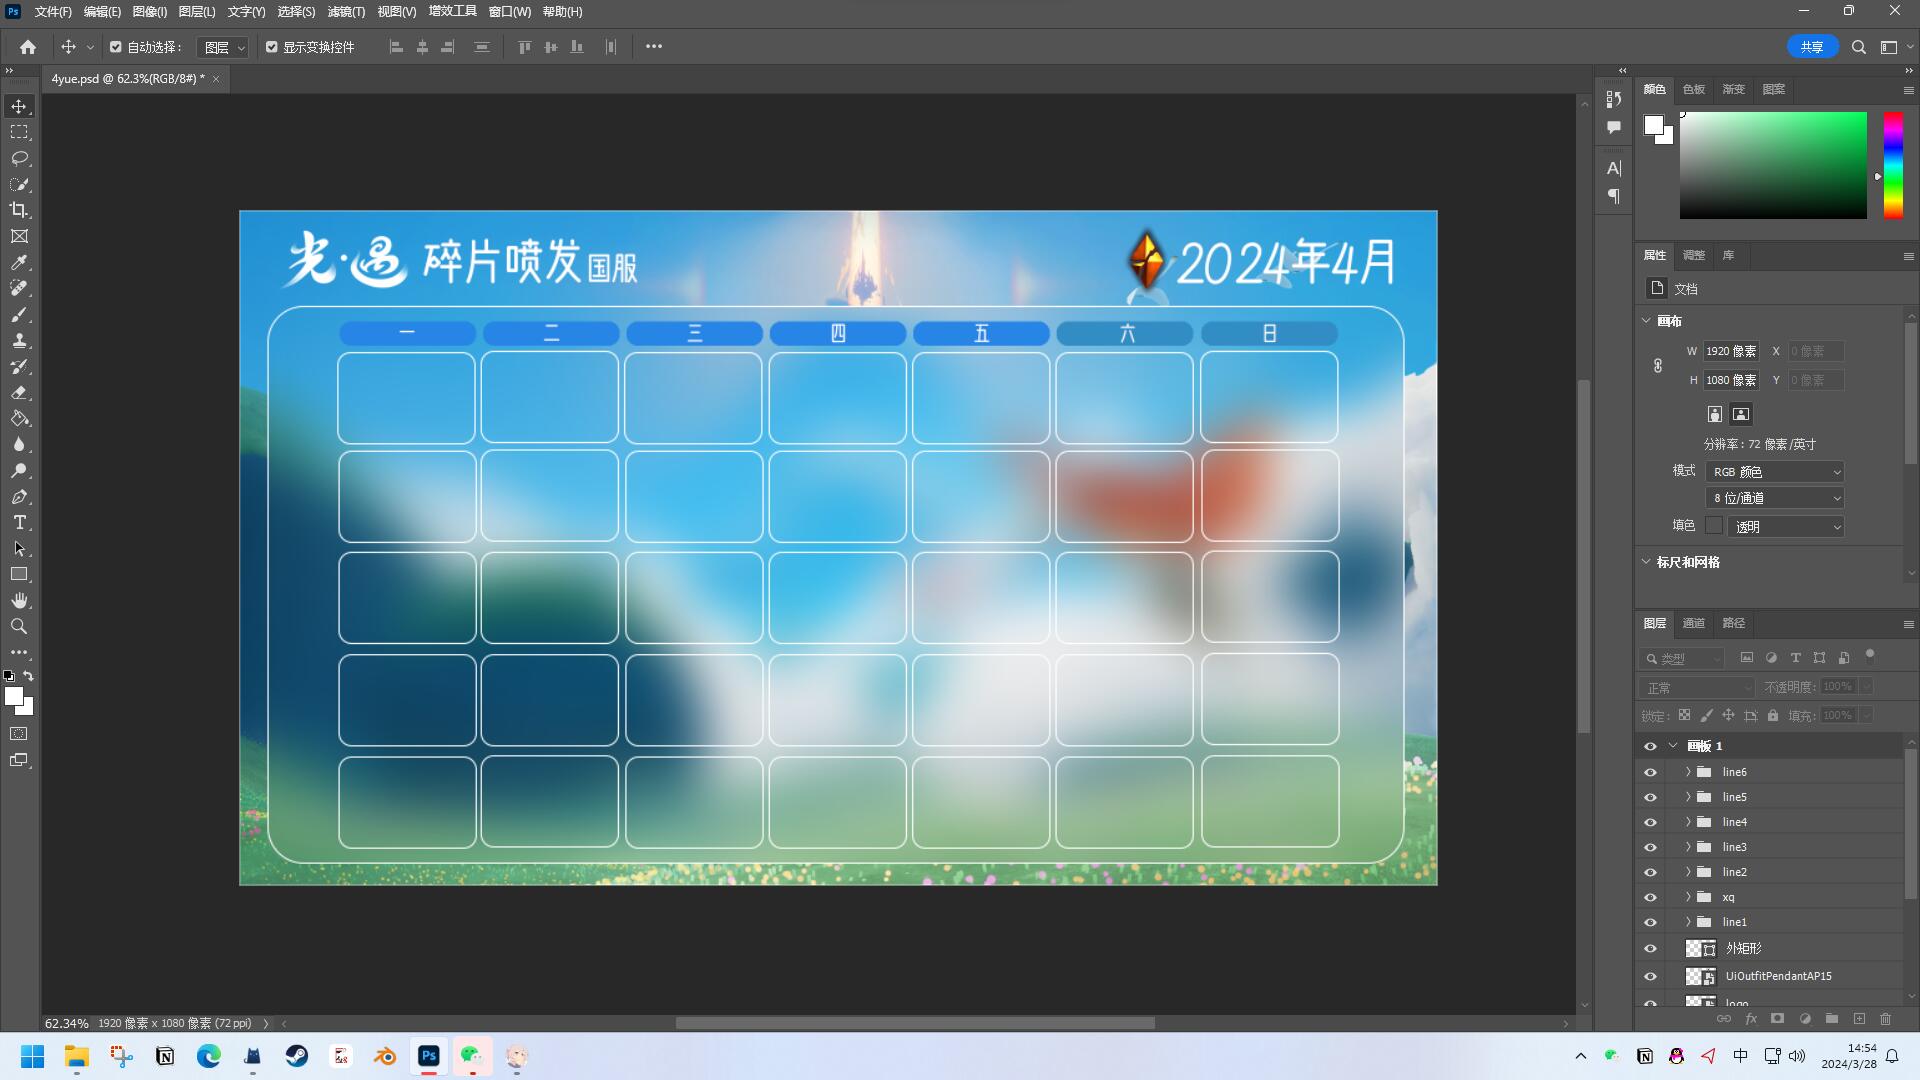 Ps 文件(F) 编辑(E) 图像(I) 图层(L) 文字(Y) 选择(S) 滤镜(T) 视图(V) 增效工具 窗口(W) 帮助(H)
自动选择： 图层 显示变换控件 共享
4yue.psd @ 62.3%(RGB/8#) * ×
颜色 色板 渐变 图案
光·遇 碎片喷发国服 2024年4月
一 二 三 四 五 六 日
属性 调整 库
文档
画布
W 1920 像素 X 0 像素
H 1080 像素 Y 0 像素
分辨率：72 像素/英寸
模式 RGB 颜色
8 位/通道
填色 透明
标尺和网格
图层 通道 路径
类型
正常 不透明度： 100%
锁定： 填充： 100%
画板 1
line6
line5
line4
line3
line2
xq
line1
外矩形
UiOutfitPendantAP15
logo
62.34% 1920 像素 x 1080 像素 (72 ppi)
中 14:54
2024/3/28